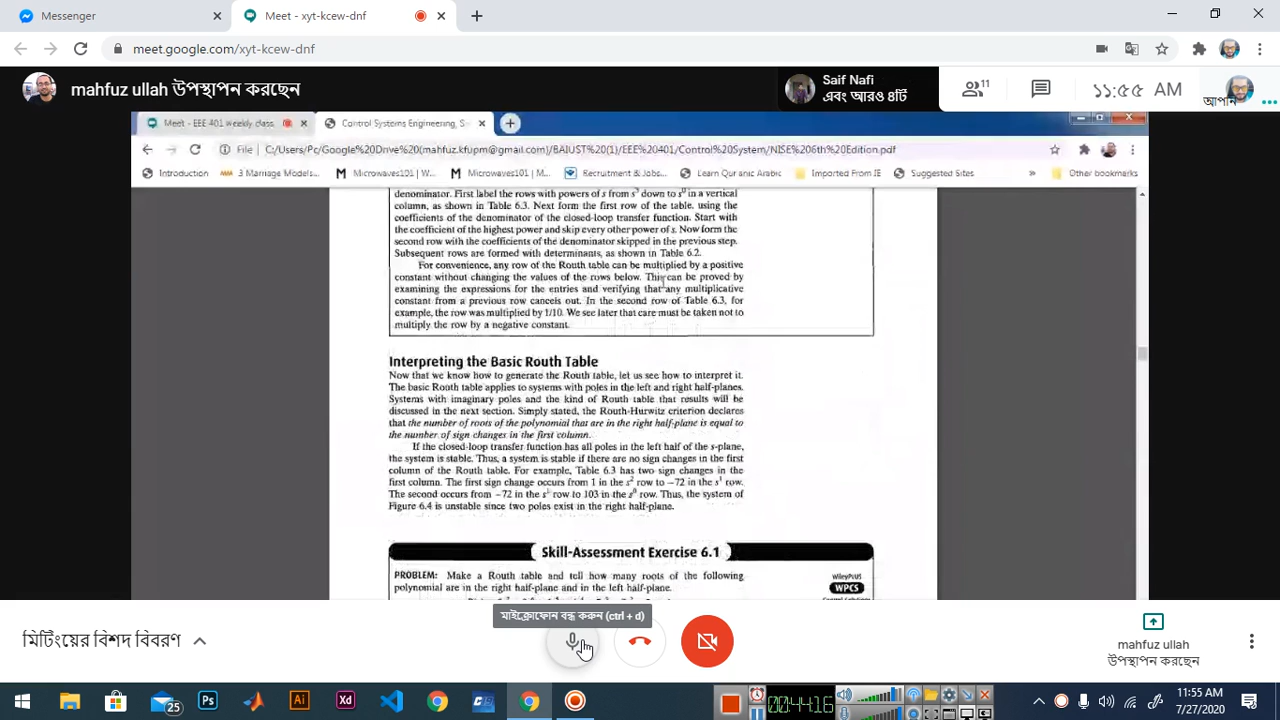 Messenger
Meet - xyt-kcew-dnf
meet.google.com/xyt-kcew-dnf
mahfuz ullah উপস্থাপন করছেন
Saif Nafi
এবং আরও ৪টি
11
১১:৫৫ AM
আপনি
Meet - EEE 401 weekly class
Control Systems Engineering, S
File
C:/Users/Pc/Google%20Drive%20(mahfuz.kfupm@gmail.com)/BAIUST%20(1)/EEE%20401/Control%20System/NISE%206th%20Edition.pdf
Introduction
3 Marriage Models...
Microwaves101 | W...
Microwaves101 | W...
Recruitment & Jobs...
Learn Quranic Arabic
Suggested Sites
Imported From IE
»
Other bookmarks
denominator. First label the rows with powers of s from s³ down to s⁰ in a vertical
column, as shown in Table 6.3. Next form the first row of the table, using the
coefficients of the denominator of the closed-loop transfer function. Start with
the coefficient of the highest power and skip every other power of s. Now form the
second row with the coefficients of the denominator skipped in the previous step.
Subsequent rows are formed with determinants, as shown in Table 6.2.
For convenience, any row of the Routh table can be multiplied by a positive
constant without changing the values of the rows below. This can be proved by
examining the expressions for the entries and verifying that any multiplicative
constant from a previous row cancels out. In the second row of Table 6.3, for
example, the row was multiplied by 1/10. We see later that care must be taken not to
multiply the row by a negative constant.
Interpreting the Basic Routh Table
Now that we know how to generate the Routh table, let us see how to interpret it.
The basic Routh table applies to systems with poles in the left and right half-planes.
Systems with imaginary poles and the kind of Routh table that results will be
discussed in the next section. Simply stated, the Routh-Hurwitz criterion declares
that the number of roots of the polynomial that are in the right half-plane is equal to
the number of sign changes in the first column.
If the closed-loop transfer function has all poles in the left half of the s-plane,
the system is stable. Thus, a system is stable if there are no sign changes in the first
column of the Routh table. For example, Table 6.3 has two sign changes in the
first column. The first sign change occurs from 1 in the s² row to −72 in the s¹ row.
The second occurs from −72 in the s¹ row to 103 in the s⁰ row. Thus, the system of
Figure 6.4 is unstable since two poles exist in the right half-plane.
Skill-Assessment Exercise 6.1
PROBLEM: Make a Routh table and tell how many roots of the following
polynomial are in the right half-plane and in the left half-plane.
WileyPLUS
WPCS
মাইক্রোফোন বন্ধ করুন (ctrl + d)
মিটিংয়ের বিশদ বিবরণ
mahfuz ullah
উপস্থাপন করছেন
25
Ps
Ai
Xd
00:44:16
11:55 AM
7/27/2020